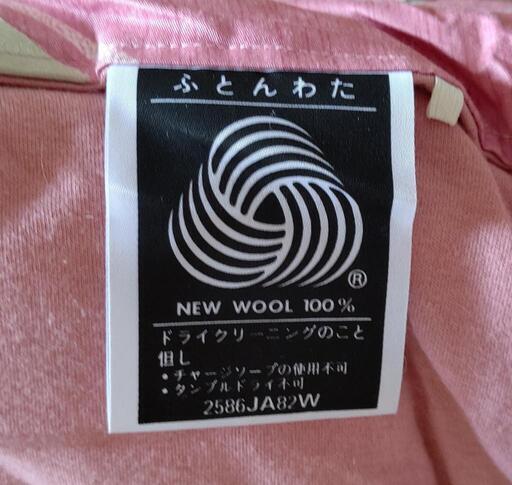 ふとんわた
®
NEW WOOL 100%
ドライクリーニングのこと
但し
・チャージソープの使用不可
・タンブルドライ不可
2586JA82W